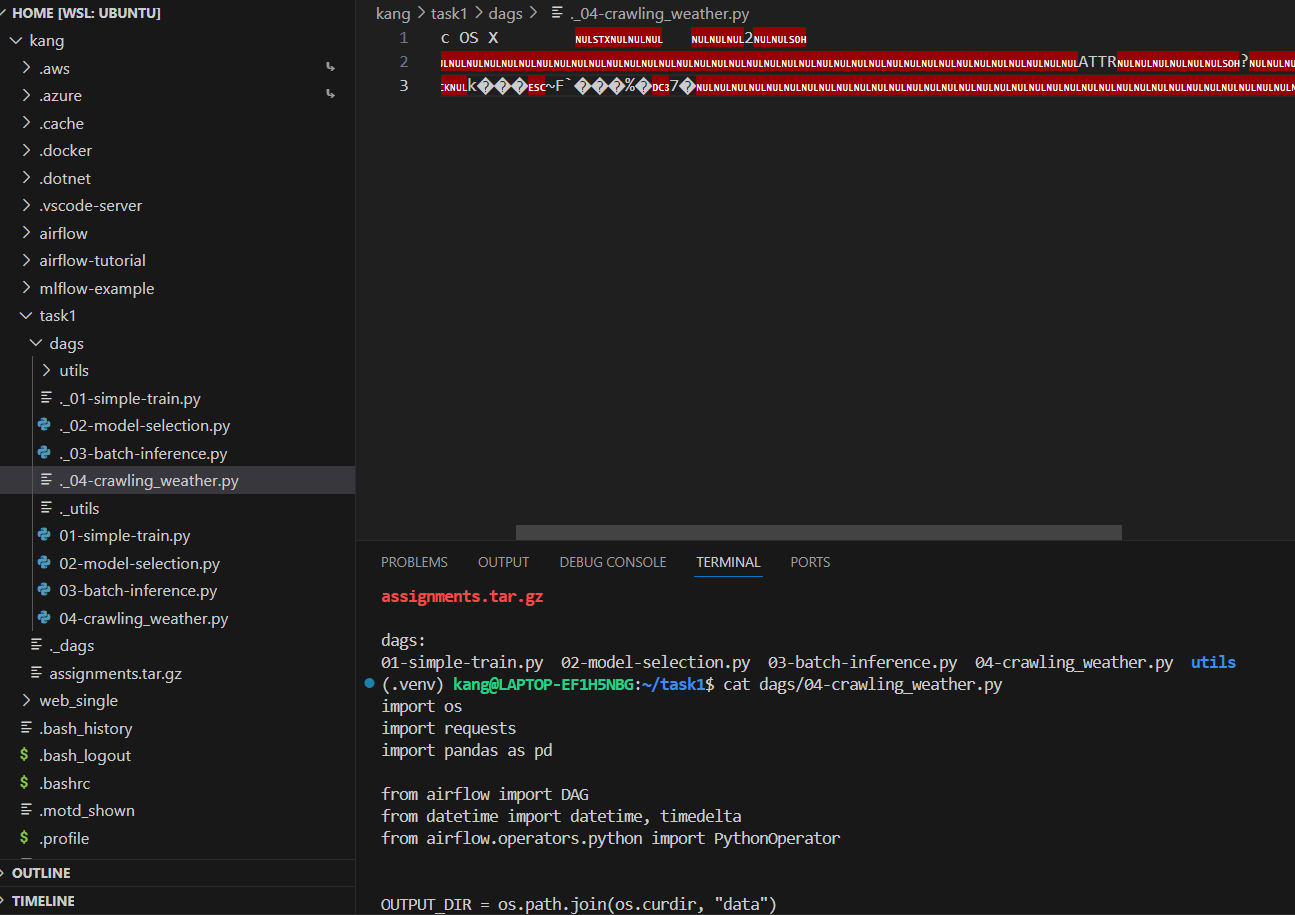 HOME [WSL: UBUNTU]
kang
.aws
.azure
.cache
.docker
.dotnet
.vscode-server
airflow
airflow-tutorial
mlflow-example
task1
dags
utils
._01-simple-train.py
._02-model-selection.py
._03-batch-inference.py
._04-crawling_weather.py
._utils
01-simple-train.py
02-model-selection.py
03-batch-inference.py
04-crawling_weather.py
._dags
assignments.tar.gz
web_single
.bash_history
.bash_logout
.bashrc
.motd_shown
.profile
OUTLINE
TIMELINE
kang > task1 > dags > ._04-crawling_weather.py
1 c OS X NULSTXNULNULNUL NULNULNUL2NULNULSOH
2 ATTRNULNULNULNULNULNULSOH?
3 k���ESC~F`���%�DC37�
PROBLEMS OUTPUT DEBUG CONSOLE TERMINAL PORTS
assignments.tar.gz
dags:
01-simple-train.py 02-model-selection.py 03-batch-inference.py 04-crawling_weather.py utils
(.venv) kang@LAPTOP-EF1H5NBG:~/task1$ cat dags/04-crawling_weather.py
import os
import requests
import pandas as pd
from airflow import DAG
from datetime import datetime, timedelta
from airflow.operators.python import PythonOperator
OUTPUT_DIR = os.path.join(os.curdir, "data")